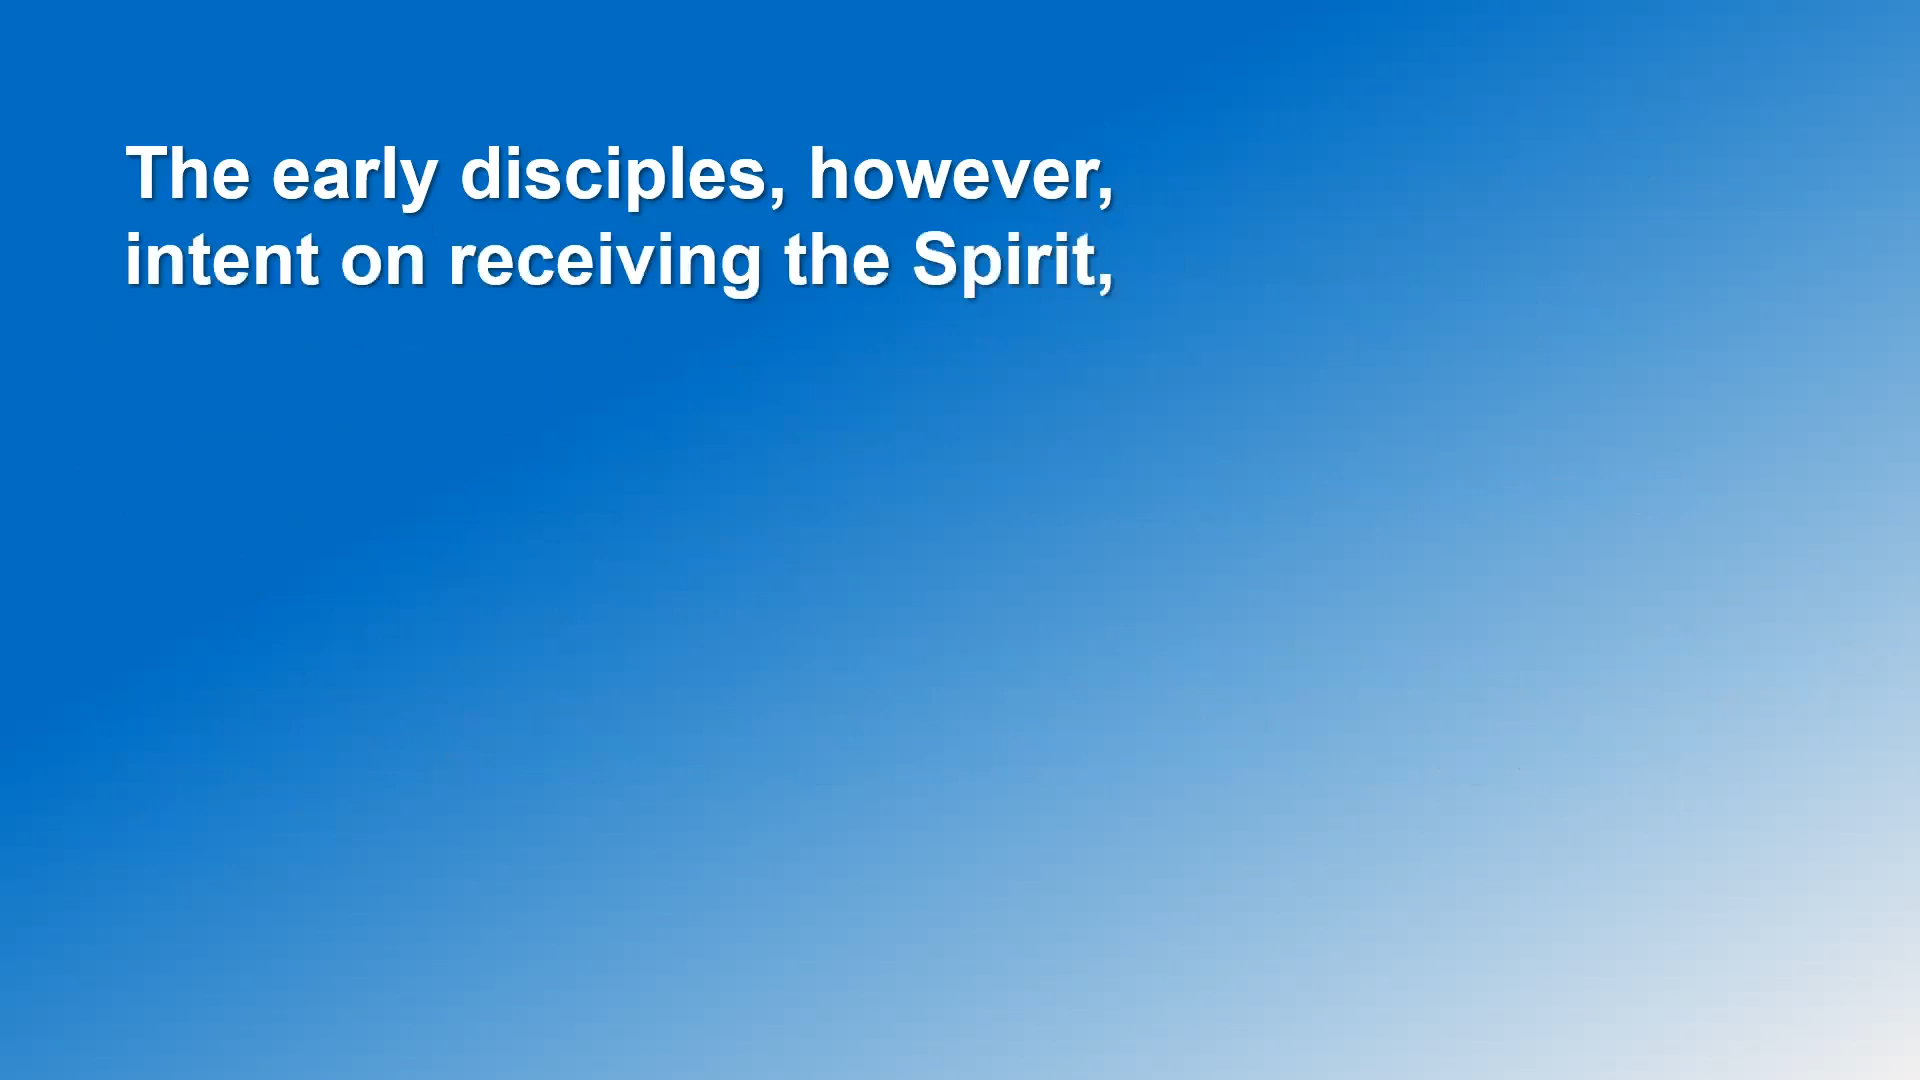 The early disciples, however,
intent on receiving the Spirit,